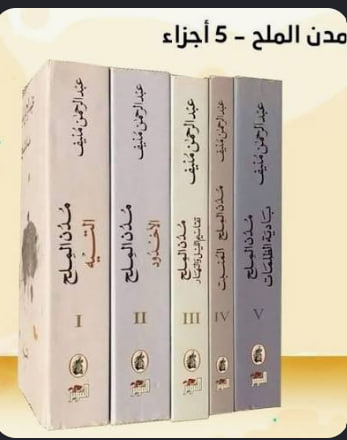 مدن الملح - 5 أجزاء
عبد الرحمن منيف
مدن الملح
التيه
I
عبد الرحمن منيف
مدن الملح
الأخدود
II
عبد الرحمن منيف
مدن الملح
تقاسيم الليل والنهار
III
عبد الرحمن منيف
مدن الملح المنبت
IV
عبد الرحمن منيف
مدن الملح
بادية الظلمات
V